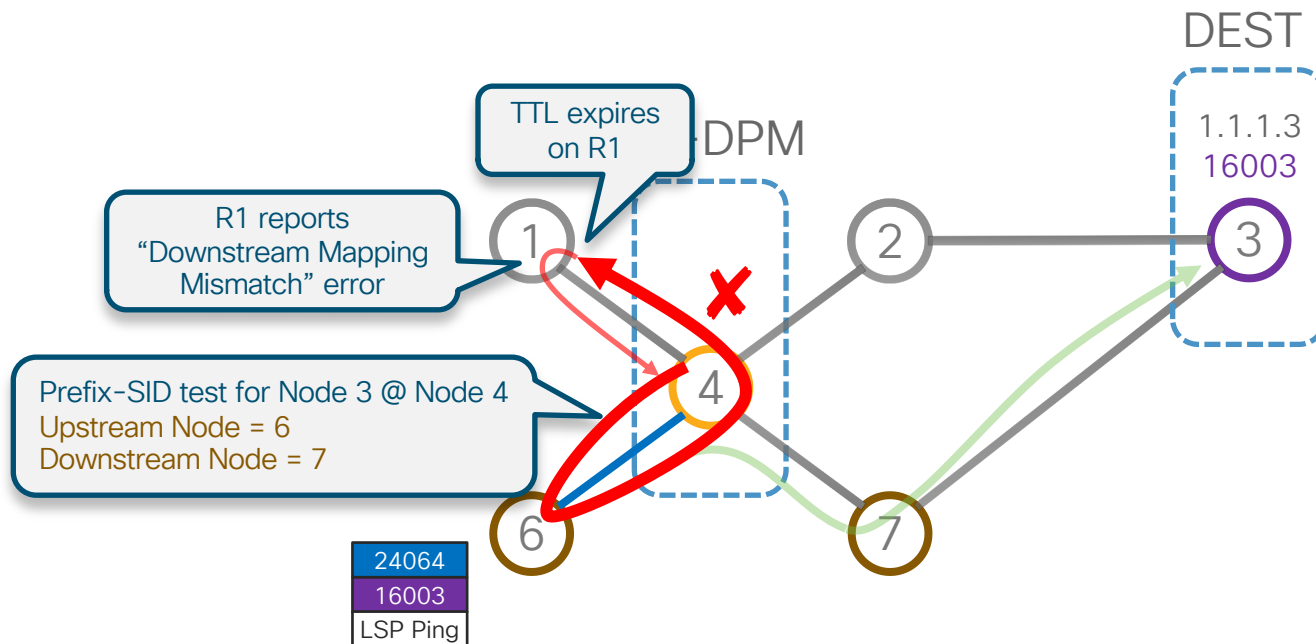 DEST
TTL expires
on R1
-DPM
1.1.1.3
16003
R1 reports
“Downstream Mapping
Mismatch” error
1
2
3
Prefix-SID test for Node 3 @ Node 4
Upstream Node = 6
Downstream Node = 7
4
6
7
24064
16003
LSP Ping